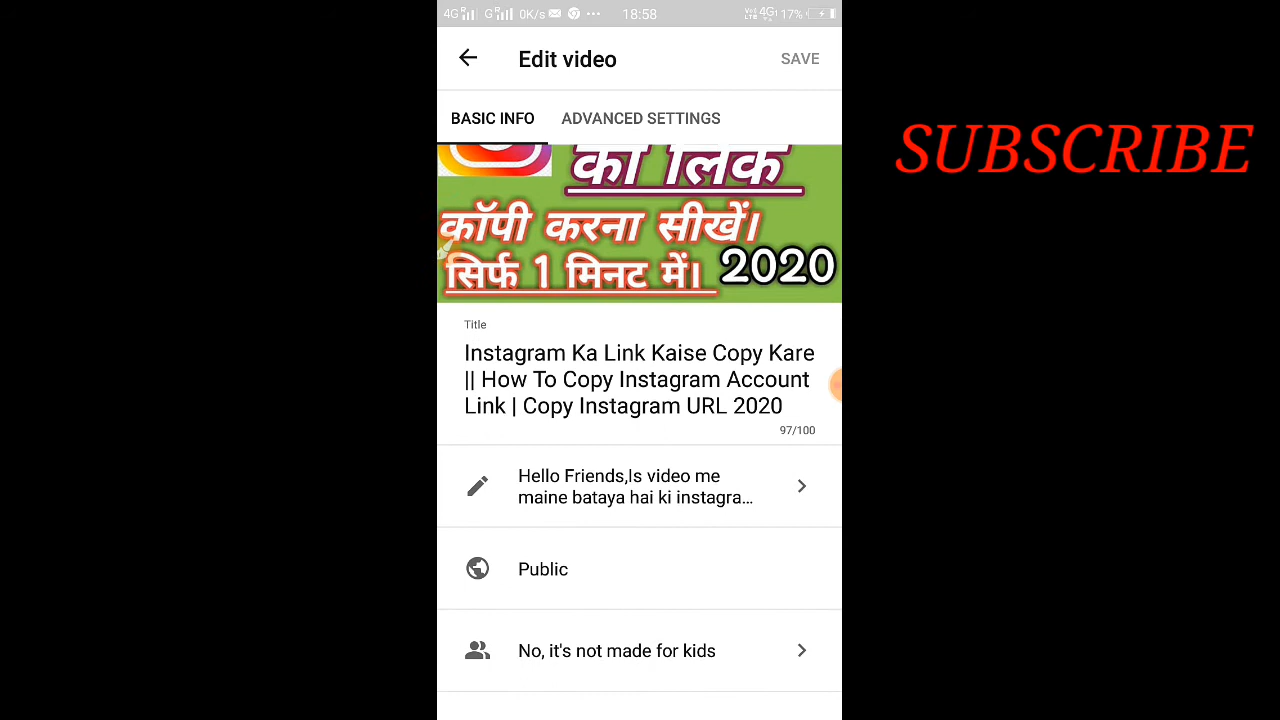 4G R G R 0K/s ... 18:58 VoLTE 4G 17%
Edit video SAVE
BASIC INFO ADVANCED SETTINGS
SUBSCRIBE
का लिंक
कॉपी करना सीखें।
सिर्फ 1 मिनट में। 2020
Title
Instagram Ka Link Kaise Copy Kare
|| How To Copy Instagram Account
Link | Copy Instagram URL 2020
97/100
Hello Friends,Is video me
maine bataya hai ki instagra...
Public
No, it's not made for kids